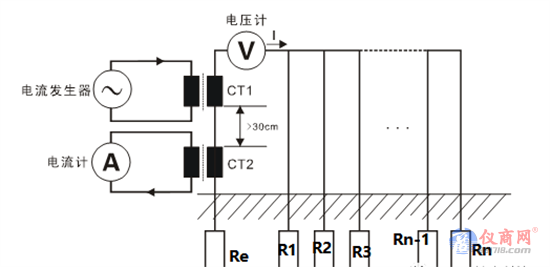 电压计
I
V
电流发生器
CT1
>30cm
电流计
A
CT2
...
仪商网®
Re
R1
R2
R3
Rn-1
Rn